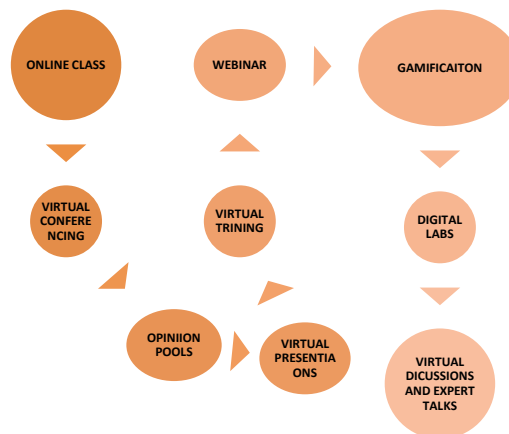 ONLINE CLASS
VIRTUAL
CONFERE
NCING
OPINIION
POOLS
VIRTUAL
PRESENTIA
ONS
VIRTUAL
TRINING
WEBINAR
GAMIFICAITON
DIGITAL
LABS
VIRTUAL
DICUSSIONS
AND EXPERT
TALKS